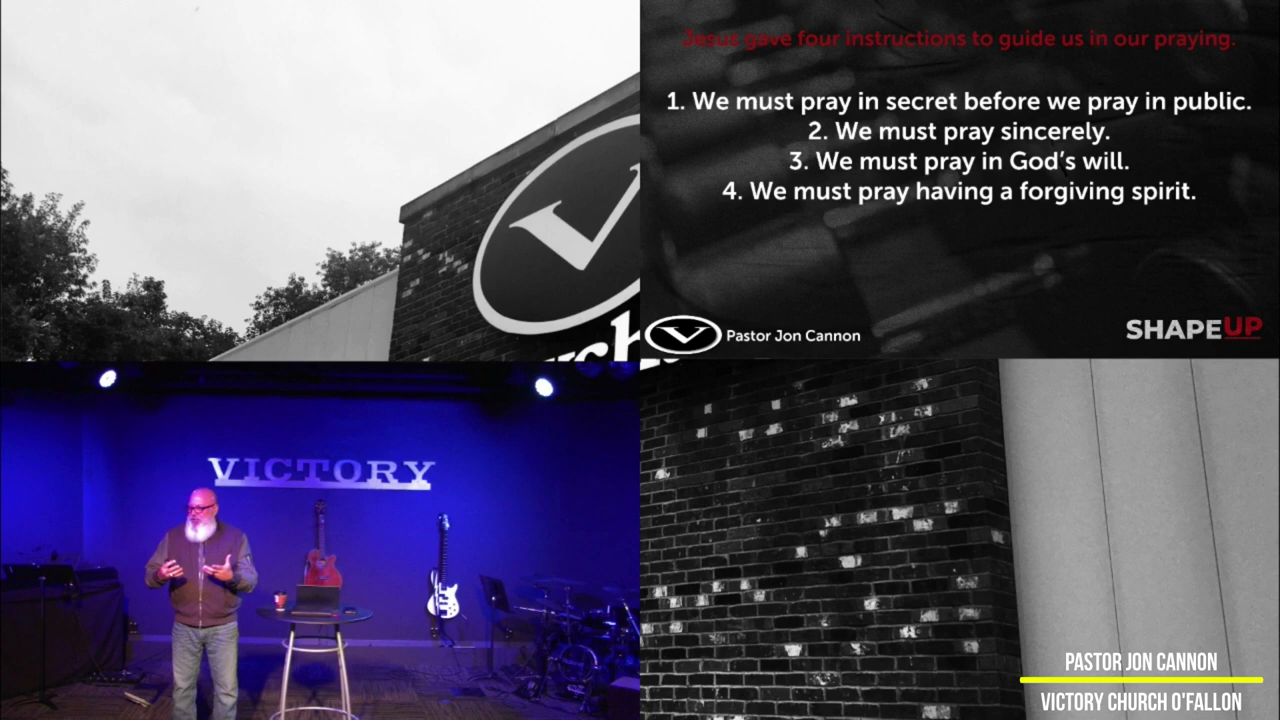 V
Jesus gave four instructions to guide us in our praying.
1. We must pray in secret before we pray in public.
2. We must pray sincerely.
3. We must pray in God's will.
4. We must pray having a forgiving spirit.
V Pastor Jon Cannon
SHAPEUP
VICTORY
PASTOR JON CANNON
VICTORY CHURCH O'FALLON